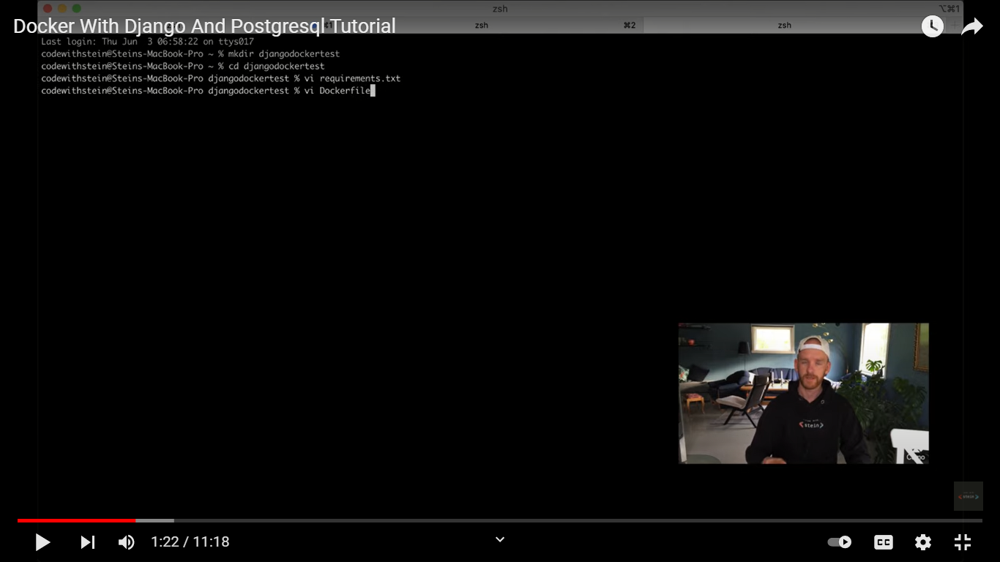 zsh
⌥⌘1
Docker With Django And Postgresql Tutorial
zsh
⌘2
zsh
Last login: Thu Jun  3 06:58:22 on ttys017
codewithstein@Steins-MacBook-Pro ~ % mkdir djangodockertest
codewithstein@Steins-MacBook-Pro ~ % cd djangodockertest
codewithstein@Steins-MacBook-Pro djangodockertest % vi requirements.txt
codewithstein@Steins-MacBook-Pro djangodockertest % vi Dockerfile
<stein>
<stein>
1:22 / 11:18
CC